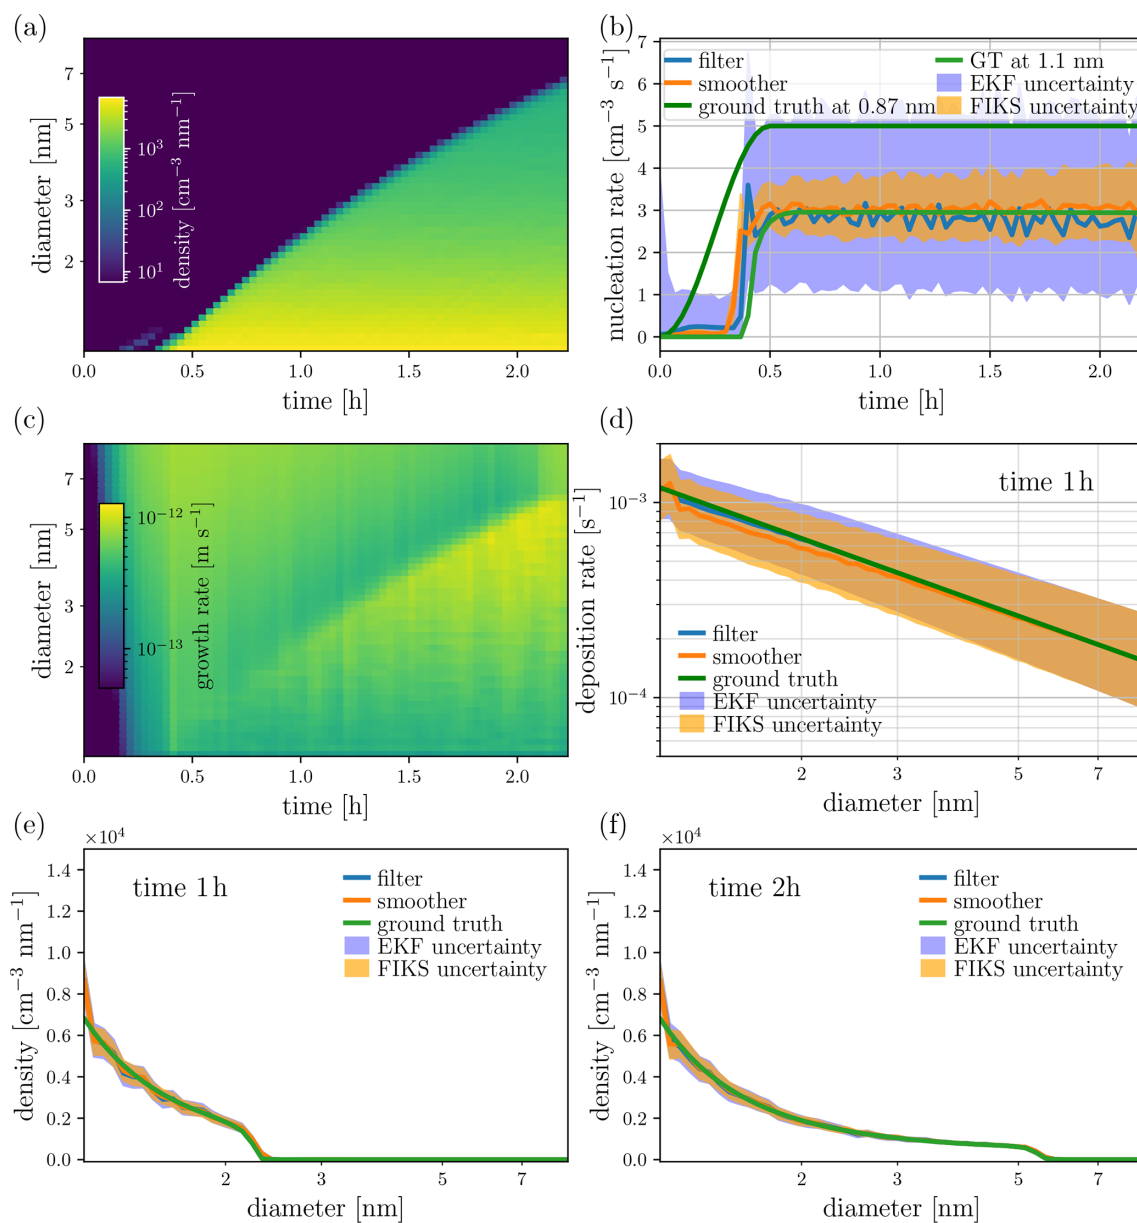 (a)
7
5
3
2
diameter [nm]
10³
10²
10¹
density [cm⁻³ nm⁻¹]
0.0 0.5 1.0 1.5 2.0
time [h]
(b)
7
6
5
4
3
2
1
0
nucleation rate [cm⁻³ s⁻¹]
filter
smoother
ground truth at 0.87 nm
GT at 1.1 nm
EKF uncertainty
FIKS uncertainty
0.0 0.5 1.0 1.5 2.0
time [h]
(c)
7
5
3
2
diameter [nm]
10⁻¹²
10⁻¹³
growth rate [m s⁻¹]
0.0 0.5 1.0 1.5 2.0
time [h]
(d)
time 1h
10⁻³
10⁻⁴
deposition rate [s⁻¹]
filter
smoother
ground truth
EKF uncertainty
FIKS uncertainty
2 3 5 7
diameter [nm]
(e)
×10⁴
time 1h
1.4
1.2
1.0
0.8
0.6
0.4
0.2
0.0
density [cm⁻³ nm⁻¹]
filter
smoother
ground truth
EKF uncertainty
FIKS uncertainty
2 3 5 7
diameter [nm]
(f)
×10⁴
time 2h
1.4
1.2
1.0
0.8
0.6
0.4
0.2
0.0
density [cm⁻³ nm⁻¹]
filter
smoother
ground truth
EKF uncertainty
FIKS uncertainty
2 3 5 7
diameter [nm]